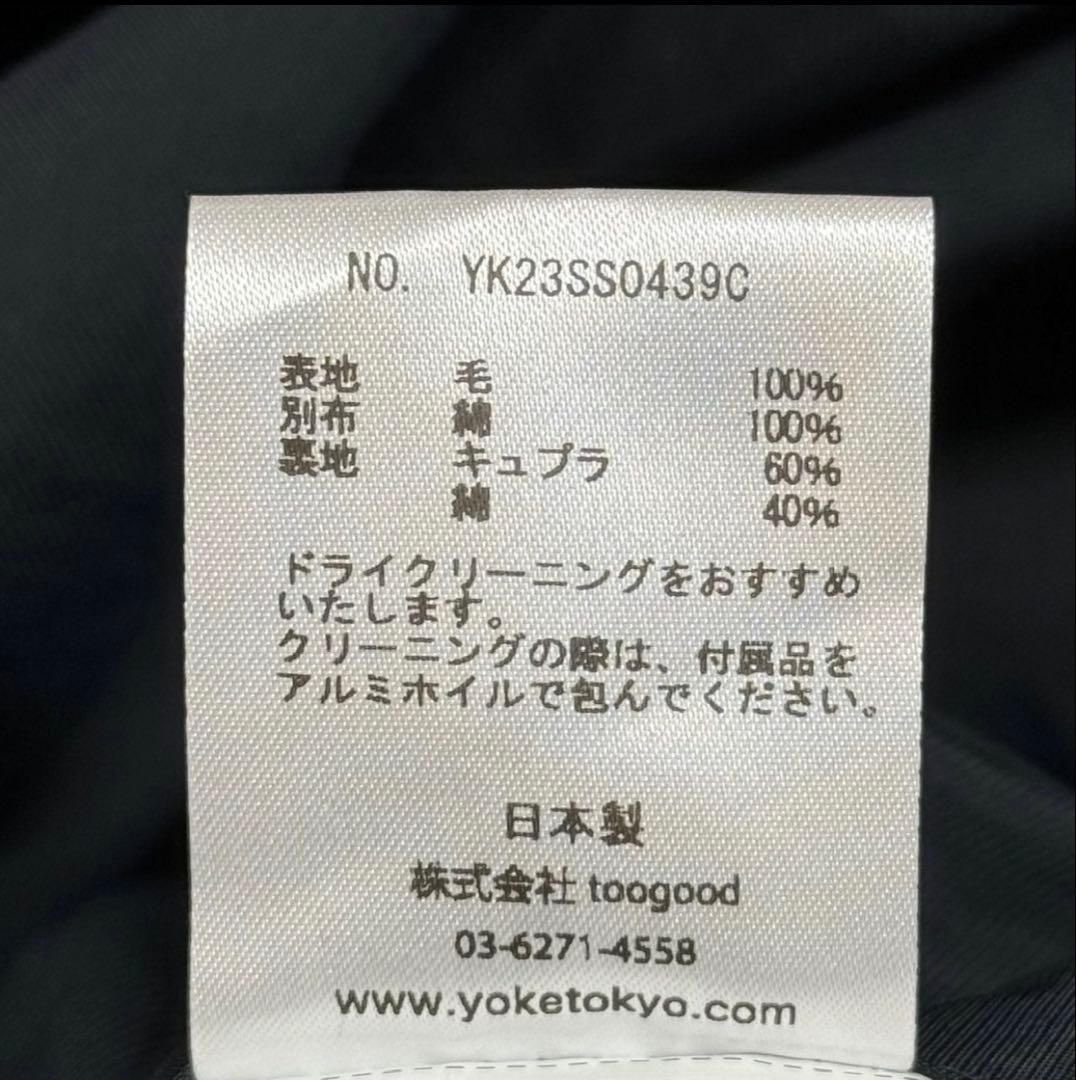 NO. YK23SS0439C
表地 毛 100%
別布 綿 100%
裏地 キュプラ 60%
綿 40%
ドライクリーニングをおすすめ
いたします。
クリーニングの際は、付属品を
アルミホイルで包んでください。
日本製
株式会社 toogood
03-6271-4558
www.yoketokyo.com